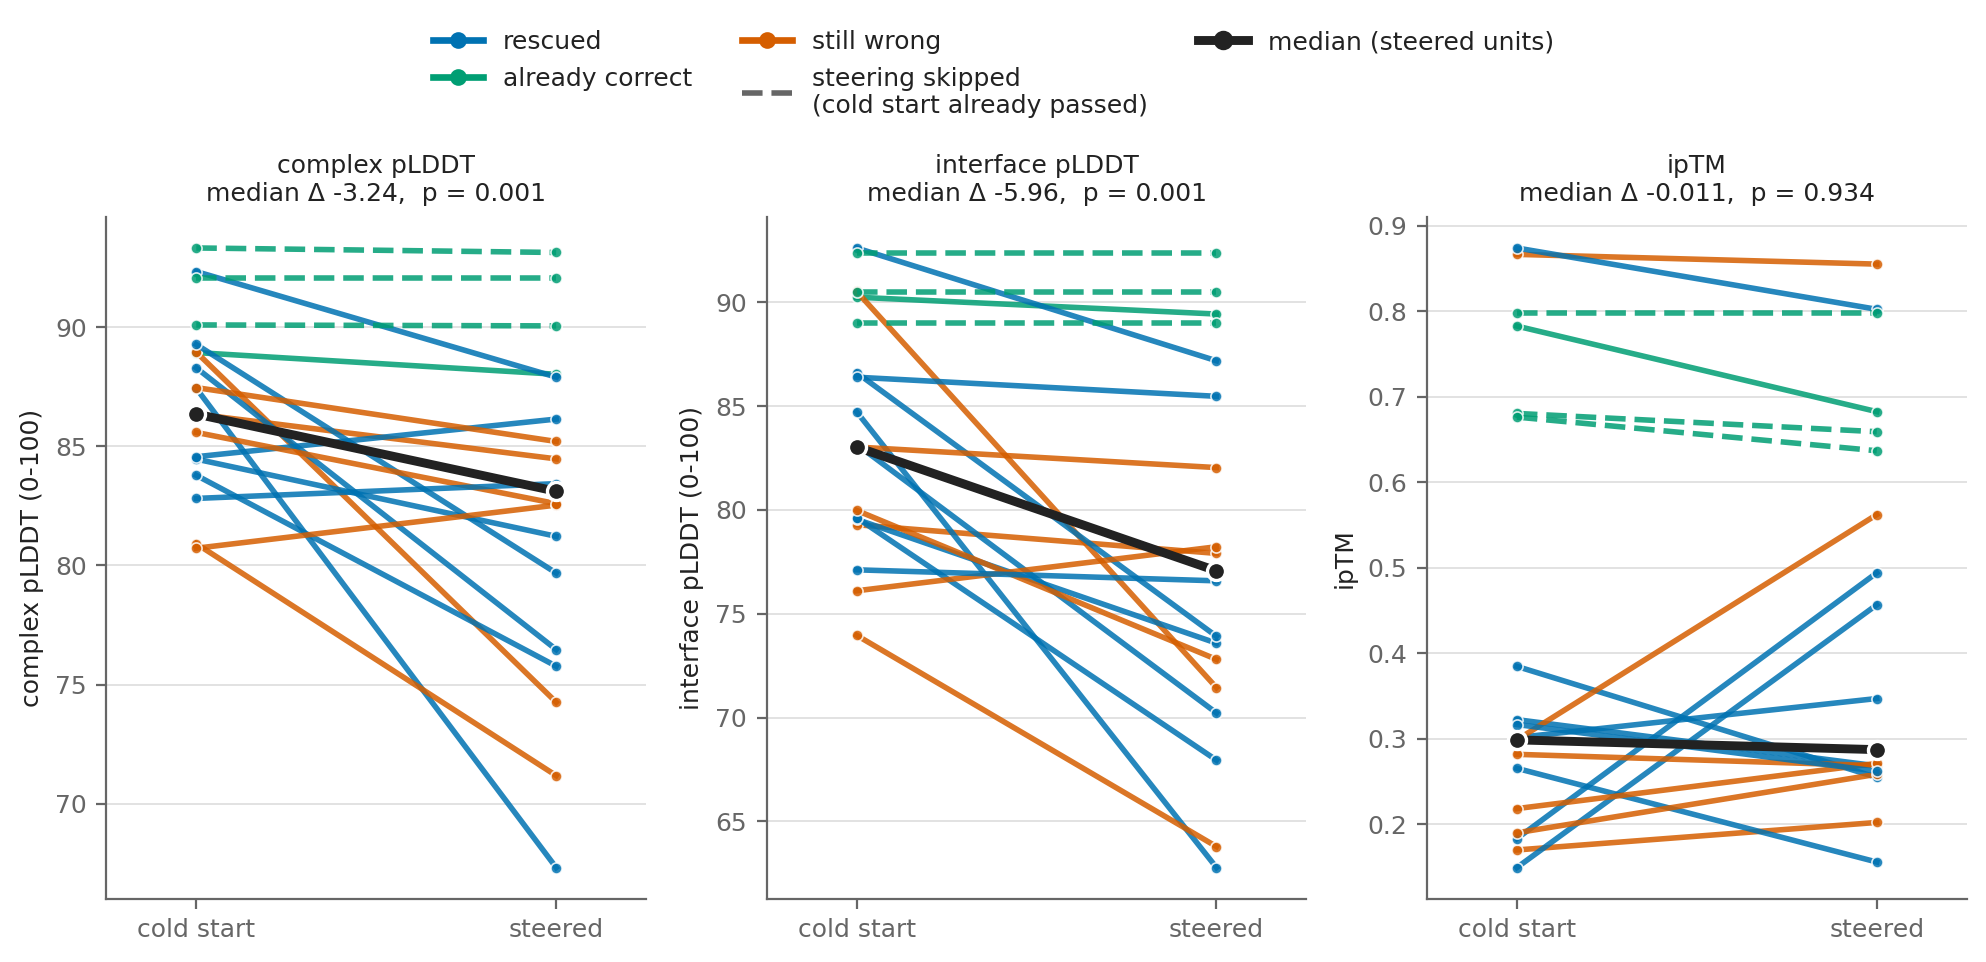 rescued
already correct
still wrong
steering skipped
(cold start already passed)
median (steered units)
complex pLDDT
median Δ -3.24,  p = 0.001
complex pLDDT (0-100)
90
85
80
75
70
cold start
steered
interface pLDDT
median Δ -5.96,  p = 0.001
interface pLDDT (0-100)
90
85
80
75
70
65
cold start
steered
ipTM
median Δ -0.011,  p = 0.934
ipTM
0.9
0.8
0.7
0.6
0.5
0.4
0.3
0.2
cold start
steered